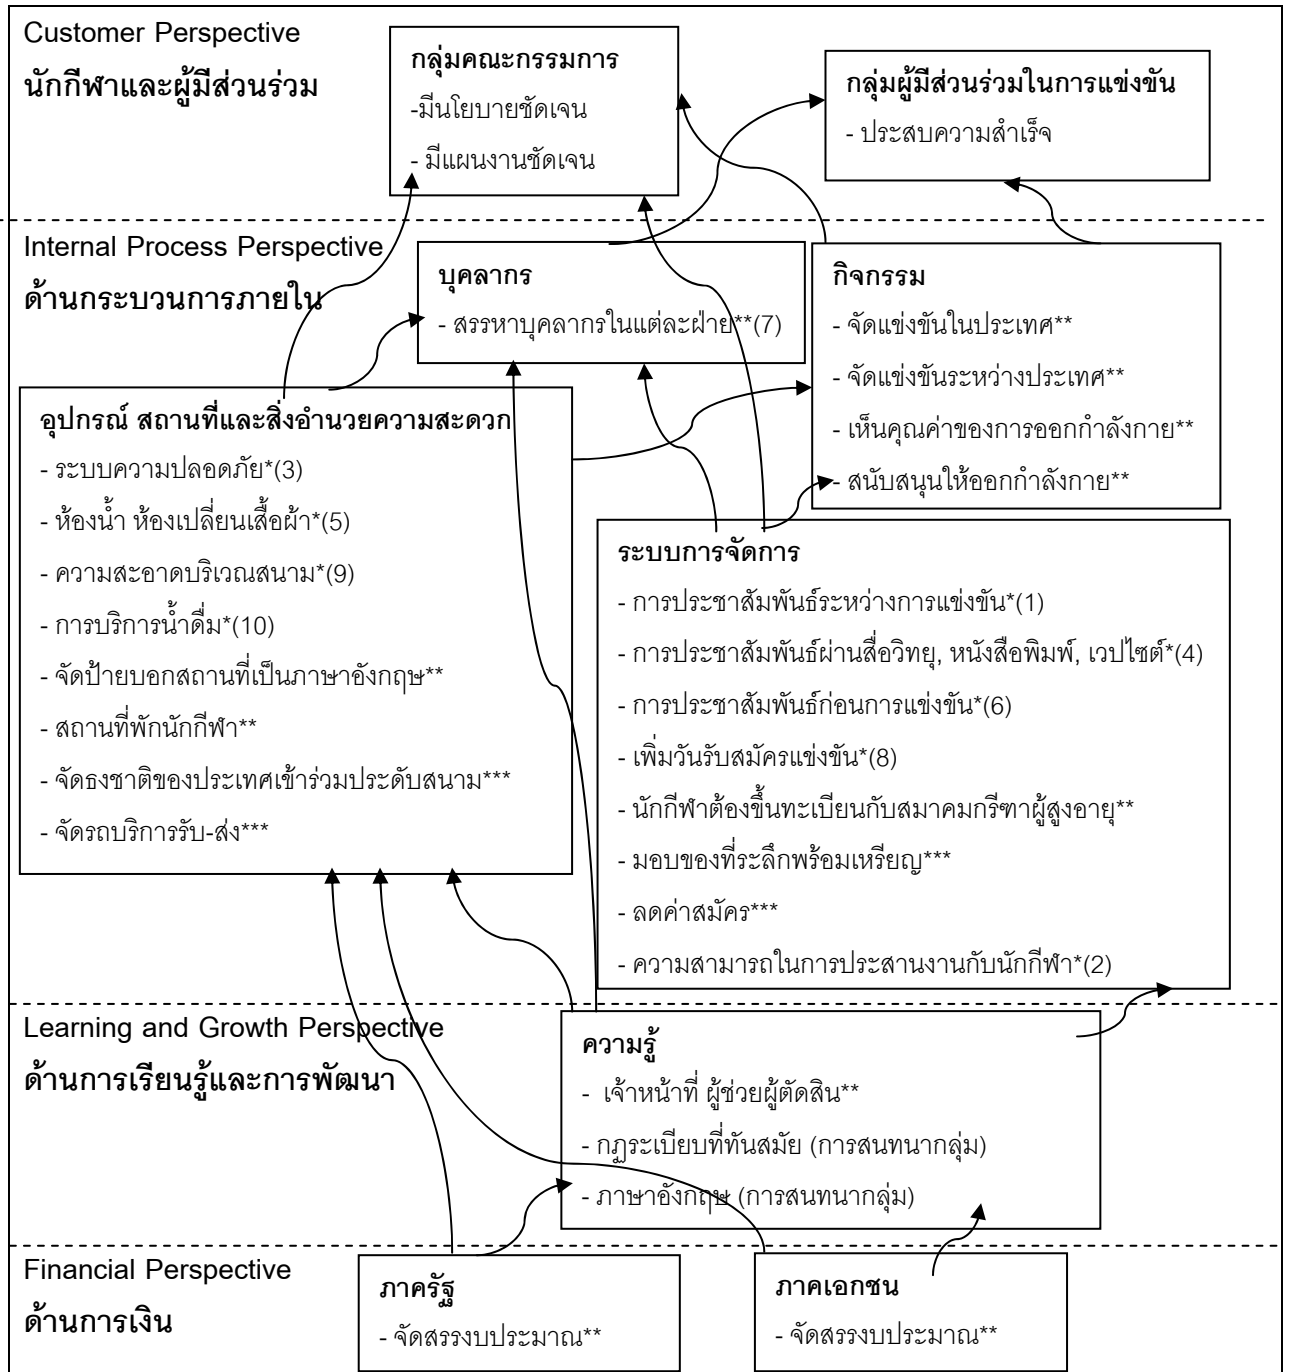 Customer Perspective
นักกีฬาและผู้มีส่วนร่วม
กลุ่มคณะกรรมการ
-มีนโยบายชัดเจน
- มีแผนงานชัดเจน
กลุ่มผู้มีส่วนร่วมในการแข่งขัน
- ประสบความสำเร็จ
Internal Process Perspective
ด้านกระบวนการภายใน
บุคลากร
- สรรหาบุคลากรในแต่ละฝ่าย**(7)
กิจกรรม
- จัดแข่งขันในประเทศ**
- จัดแข่งขันระหว่างประเทศ**
- เห็นคุณค่าของการออกกำลังกาย**
- สนับสนุนให้ออกกำลังกาย**
อุปกรณ์ สถานที่และสิ่งอำนวยความสะดวก
- ระบบความปลอดภัย*(3)
- ห้องน้ำ ห้องเปลี่ยนเสื้อผ้า*(5)
- ความสะอาดบริเวณสนาม*(9)
- การบริการน้ำดื่ม*(10)
- จัดป้ายบอกสถานที่เป็นภาษาอังกฤษ**
- สถานที่พักนักกีฬา**
- จัดธงชาติของประเทศเข้าร่วมประดับสนาม***
- จัดรถบริการรับ-ส่ง***
ระบบการจัดการ
- การประชาสัมพันธ์ระหว่างการแข่งขัน*(1)
- การประชาสัมพันธ์ผ่านสื่อวิทยุ, หนังสือพิมพ์, เวปไซต์*(4)
- การประชาสัมพันธ์ก่อนการแข่งขัน*(6)
- เพิ่มวันรับสมัครแข่งขัน*(8)
- นักกีฬาต้องขึ้นทะเบียนกับสมาคมกรีฑาผู้สูงอายุ**
- มอบของที่ระลึกพร้อมเหรียญ***
- ลดค่าสมัคร***
- ความสามารถในการประสานงานกับนักกีฬา*(2)
Learning and Growth Perspective
ด้านการเรียนรู้และการพัฒนา
ความรู้
- เจ้าหน้าที่ ผู้ช่วยผู้ตัดสิน**
- กฎระเบียบที่ทันสมัย (การสนทนากลุ่ม)
- ภาษาอังกฤษ (การสนทนากลุ่ม)
Financial Perspective
ด้านการเงิน
ภาครัฐ
- จัดสรรงบประมาณ**
ภาคเอกชน
- จัดสรรงบประมาณ**